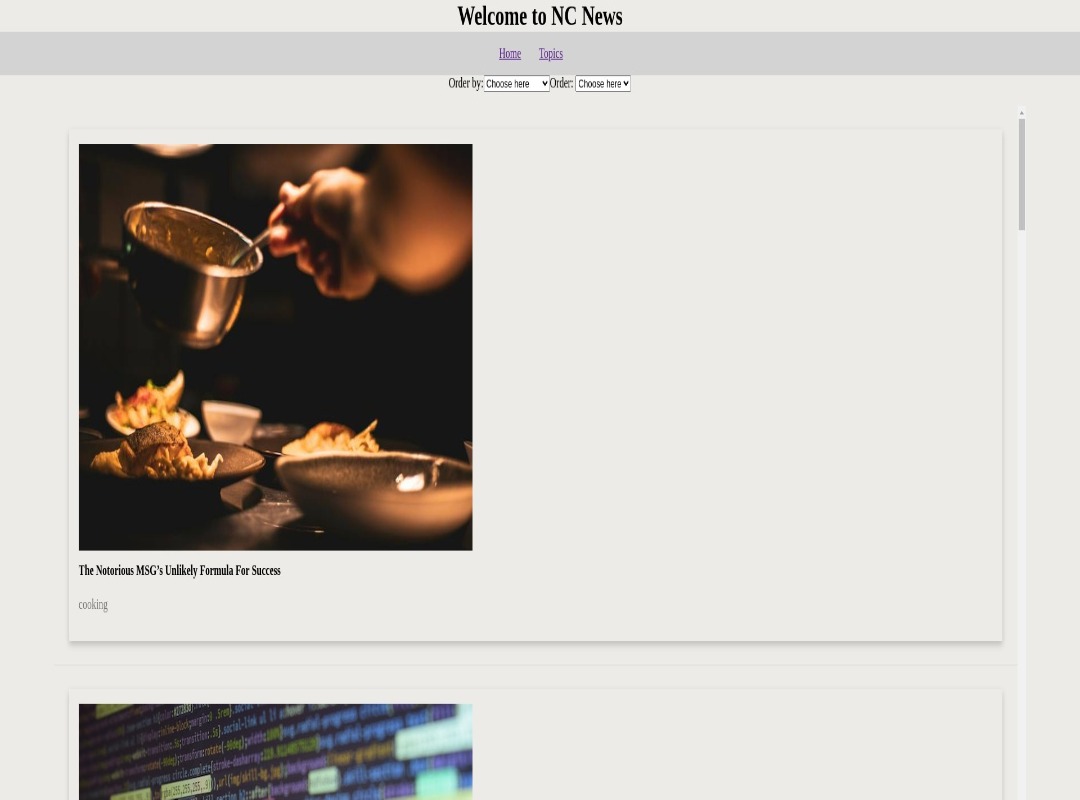 Welcome to NC News
Home Topics
Order by: Choose here Order: Choose here
The Notorious MSG’s Unlikely Formula For Success
cooking